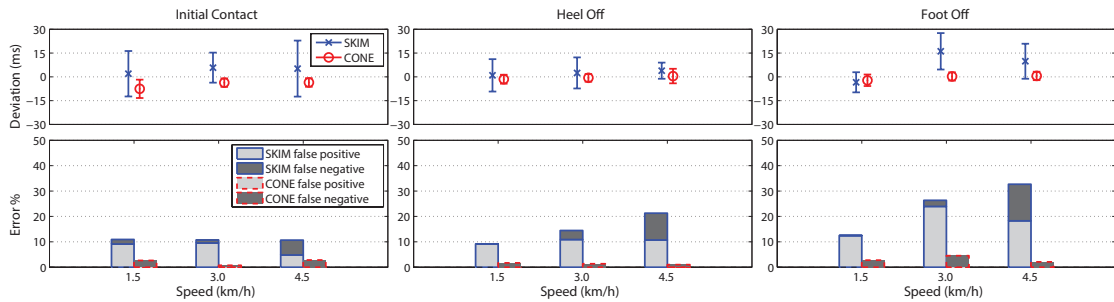 Initial Contact
Heel Off
Foot Off
Deviation (ms)
30
15
0
−15
−30
SKIM
CONE
30
15
0
−15
−30
30
15
0
−15
−30
Error %
50
40
30
20
10
0
SKIM false positive
SKIM false negative
CONE false positive
CONE false negative
1.5 3.0 4.5
Speed (km/h)
50
40
30
20
10
0
1.5 3.0 4.5
Speed (km/h)
50
40
30
20
10
0
1.5 3.0 4.5
Speed (km/h)